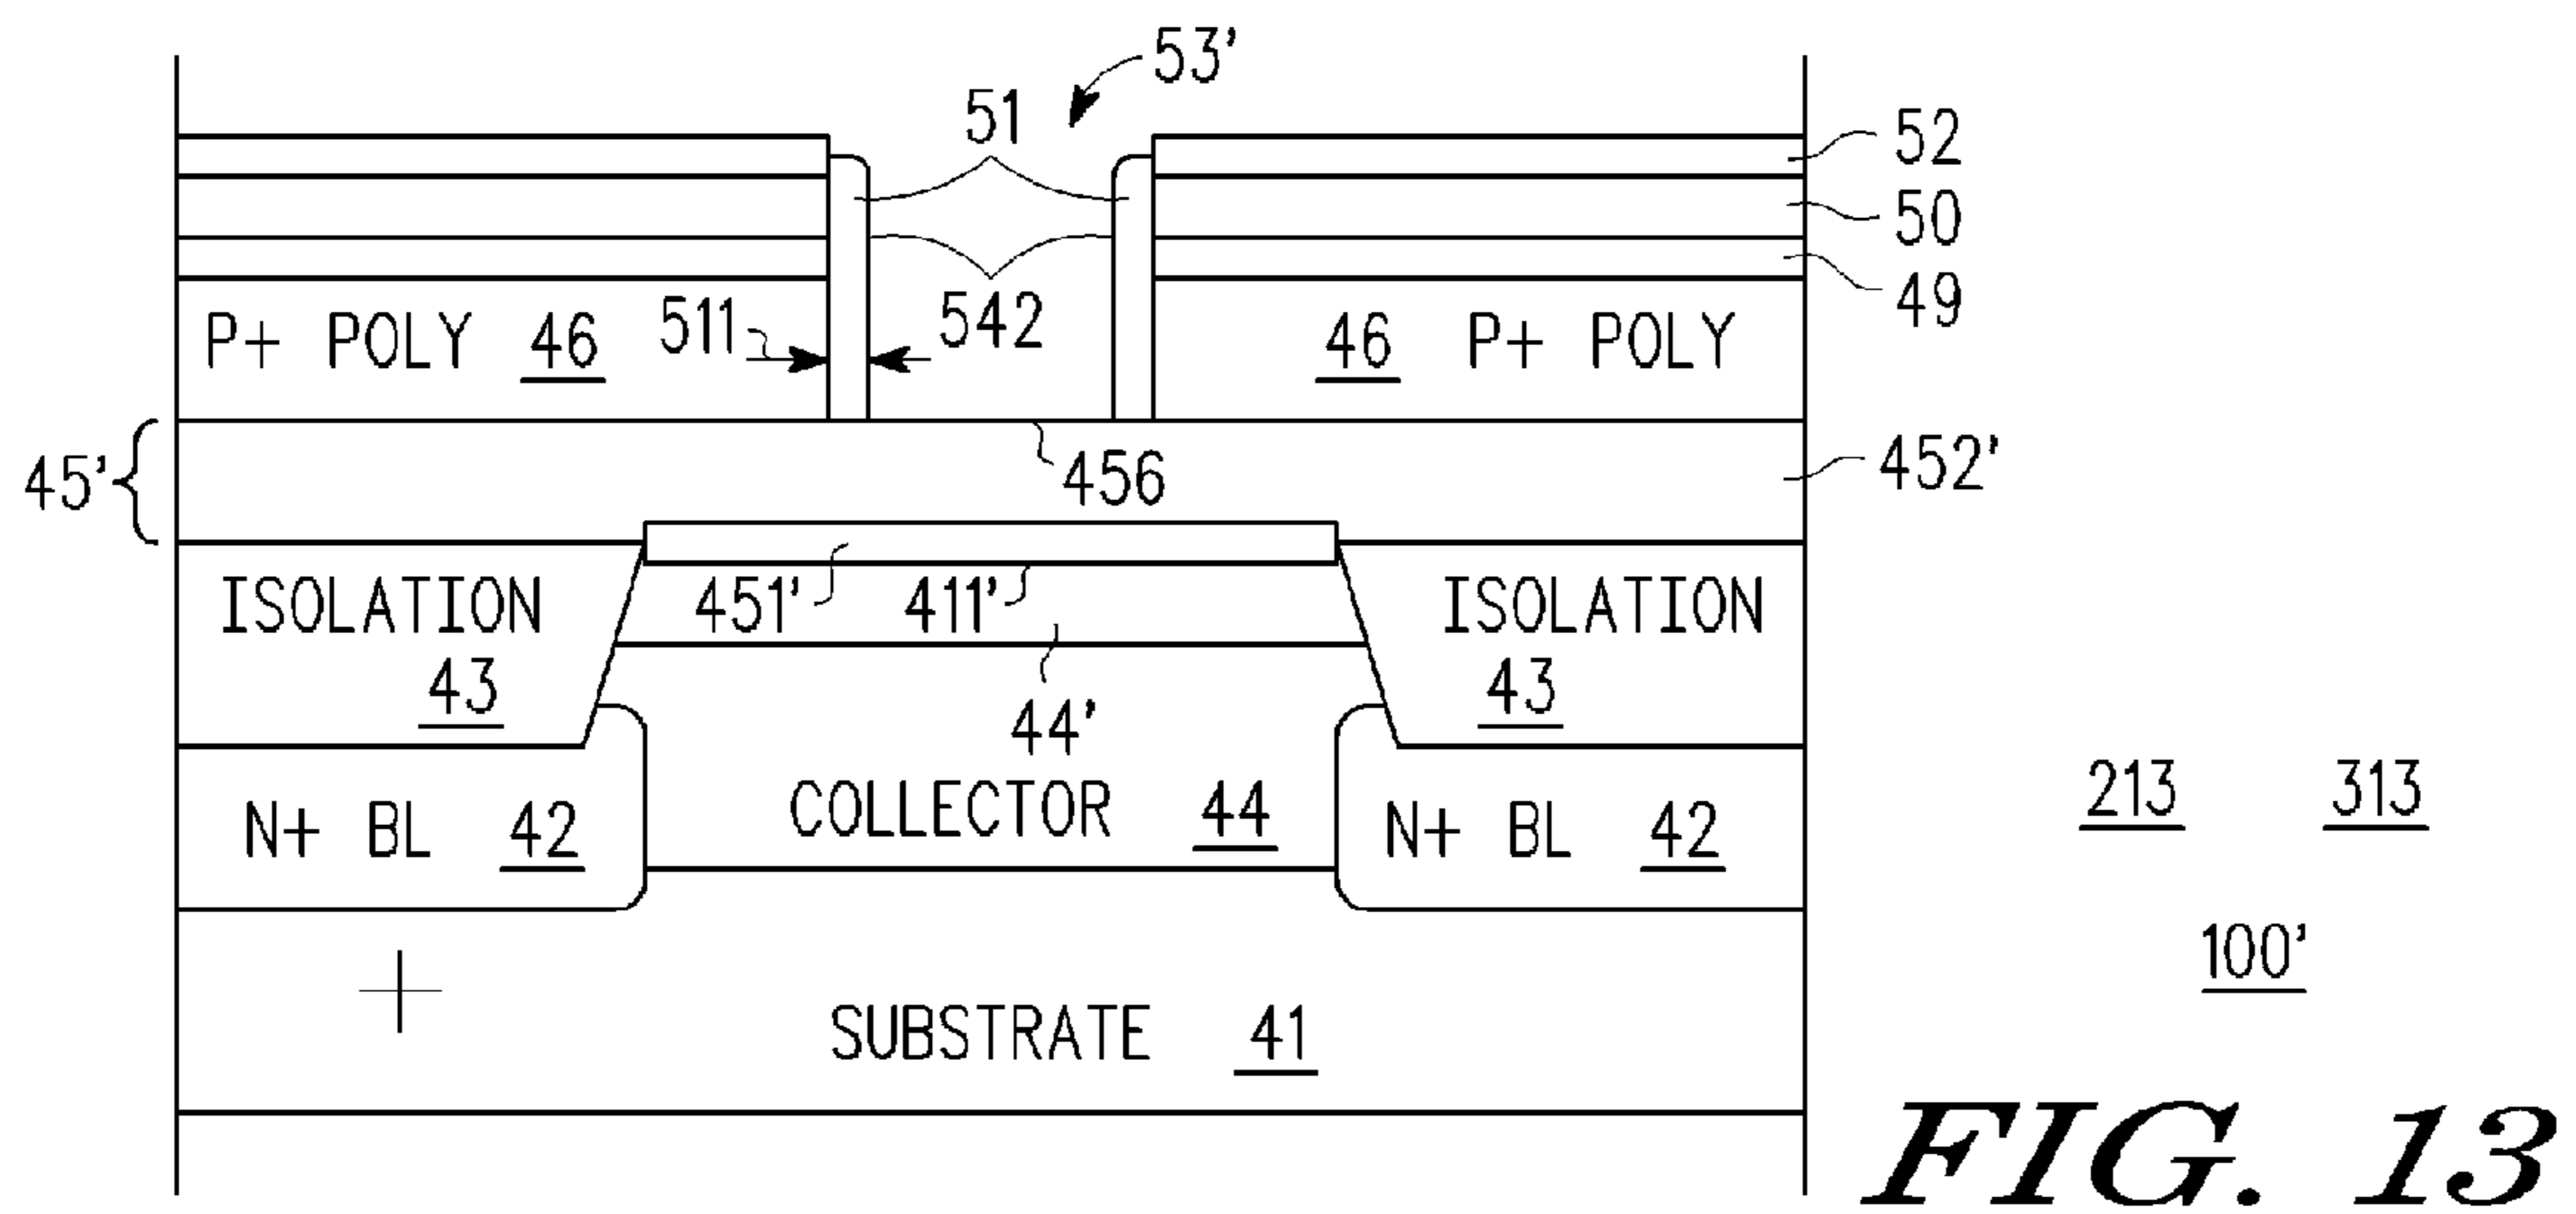 53'
51
52
50
49
P+ POLY 46
511
542
46 P+ POLY
45'
456
452'
ISOLATION
43
451'
411'
ISOLATION
43
44'
N+ BL 42
COLLECTOR 44
N+ BL 42
213
313
100'
SUBSTRATE 41
FIG. 13